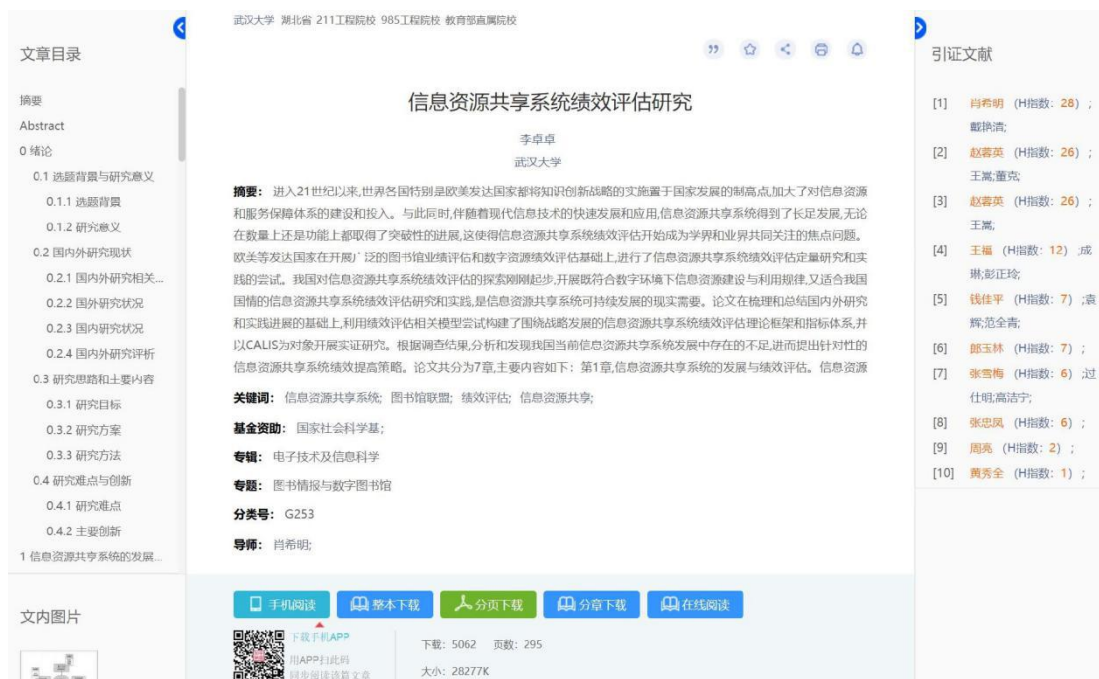 武汉大学 湖北省 211工程院校 985工程院校 教育部直属院校
文章目录
摘要
Abstract
0 绪论
0.1 选题背景与研究意义
0.1.1 选题背景
0.1.2 研究意义
0.2 国内外研究现状
0.2.1 国内外研究相关...
0.2.2 国外研究状况
0.2.3 国内研究状况
0.2.4 国内外研究评析
0.3 研究思路和土要内容
0.3.1 研究目标
0.3.2 研究方案
0.3.3 研究方法
0.4 研究难点与创新
0.4.1 研究难点
0.4.2 主要创新
1 信息资源共享系统的发展...
文内图片
信息资源共享系统绩效评估研究
李卓卓
武汉大学
摘要： 进入21世纪以来,世界各国特别是欧美发达国家都将知识创新战略的实施置于国家发展的制高点,加大了对信息资源
和服务保障体系的建设和投入。与此同时,伴随着现代信息技术的快速发展和应用,信息资源共享系统得到了长足发展,无论
在数量上还是功能上都取得了突破性的进展,这使得信息资源共享系统绩效评估开始成为学界和业界共同关注的焦点问题。
欧美等发达国家在开展广泛的图书馆业绩评估和数字资源绩效评估基础上,进行了信息资源共享系统绩效评估定量研究和实
践的尝试。我国对信息资源共享系统绩效评估的探索刚刚起步,开展既符合数字环境下信息资源建设与利用规律,又适合我国
国情的信息资源共享系统绩效评估研究和实践,是信息资源共享系统可持续发展的现实需要。论文在梳理和总结国内外研究
和实践进展的基础上,利用绩效评估相关模型尝试构建了围绕战略发展的信息资源共享系统绩效评估理论框架和指标体系,并
以CALIS为对象开展实证研究。根据调查结果,分析和发现我国当前信息资源共享系统发展中存在的不足,进而提出针对性的
信息资源共享系统绩效提高策略。论文共分为7章,主要内容如下：第1章,信息资源共享系统的发展与绩效评估。信息资源
关键词： 信息资源共享系统; 图书馆联盟; 绩效评估; 信息资源共享;
基金资助： 国家社会科学基;
专辑： 电子技术及信息科学
专题： 图书情报与数字图书馆
分类号： G253
导师： 肖希明;
手机阅读 整本下载 分页下载 分章下载 在线阅读
下载手机APP
用APP扫此码
同步阅读该篇文章
下载：5062 页数：295
大小：28277K
引证文献
[1] 肖希明 (H指数：28) ;
戴艳清;
[2] 赵蓉英 (H指数：26) ;
王嵩;董克;
[3] 赵蓉英 (H指数：26) ;
王嵩;
[4] 王福 (H指数：12) ;成
琳;彭正玲;
[5] 钱佳平 (H指数：7) ;袁
辉;范全青;
[6] 郎玉林 (H指数：7) ;
[7] 张雪梅 (H指数：6) ;过
仕明;高洁宁;
[8] 张忠凤 (H指数：6) ;
[9] 周亮 (H指数：2) ;
[10] 黄秀全 (H指数：1) ;